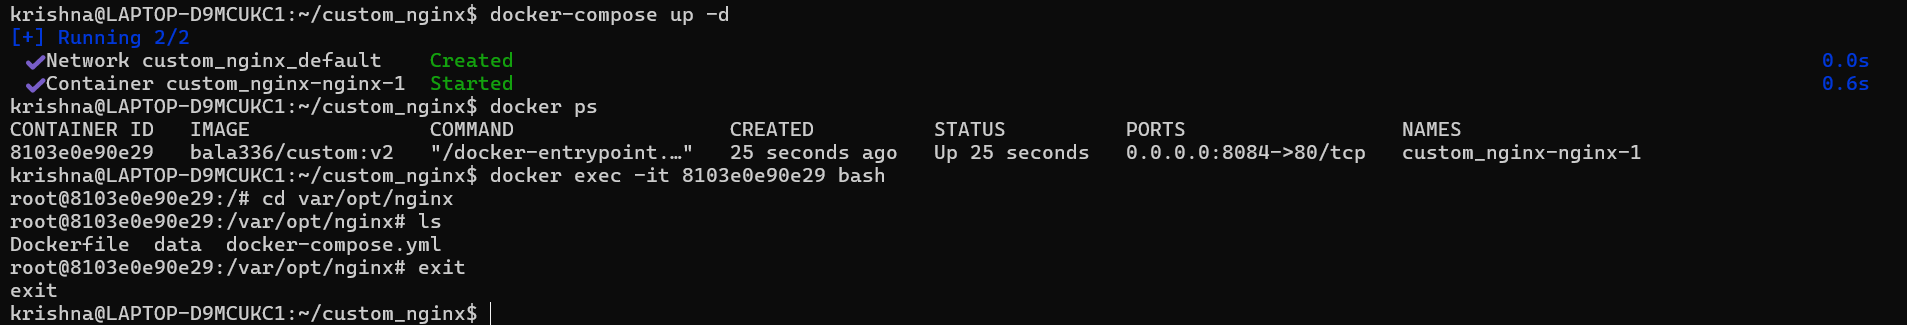 krishna@LAPTOP-D9MCUKC1:~/custom_nginx$ docker-compose up -d
[+] Running 2/2
✔Network custom_nginx_default    Created    0.0s
✔Container custom_nginx-nginx-1  Started    0.6s
krishna@LAPTOP-D9MCUKC1:~/custom_nginx$ docker ps
CONTAINER ID   IMAGE               COMMAND                  CREATED          STATUS          PORTS                  NAMES
8103e0e90e29   bala336/custom:v2   "/docker-entrypoint.…"   25 seconds ago   Up 25 seconds   0.0.0.0:8084->80/tcp   custom_nginx-nginx-1
krishna@LAPTOP-D9MCUKC1:~/custom_nginx$ docker exec -it 8103e0e90e29 bash
root@8103e0e90e29:/# cd var/opt/nginx
root@8103e0e90e29:/var/opt/nginx# ls
Dockerfile  data  docker-compose.yml
root@8103e0e90e29:/var/opt/nginx# exit
exit
krishna@LAPTOP-D9MCUKC1:~/custom_nginx$